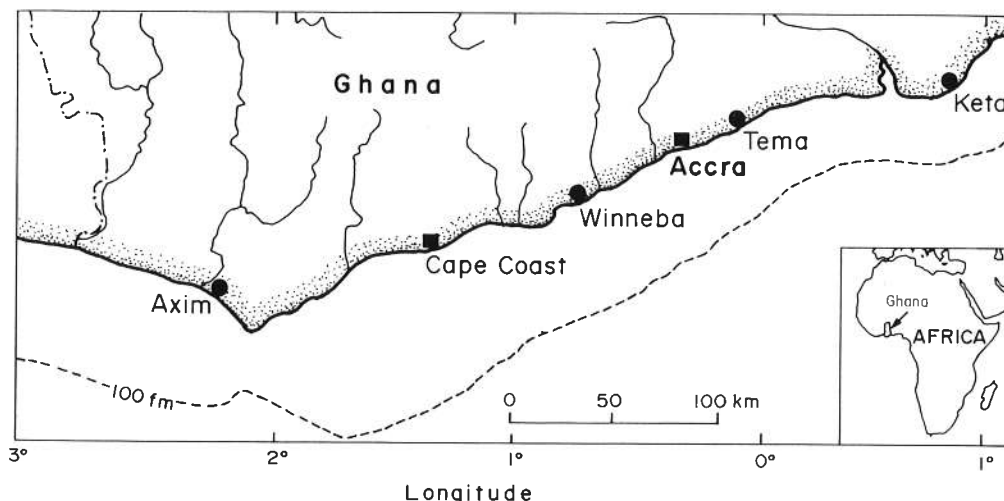 Ghana
Keta
Tema
Accra
Winneba
Cape Coast
Axim
Ghana
AFRICA
100 fm
0 50 100 km
3° 2° 1° 0° 1°
Longitude